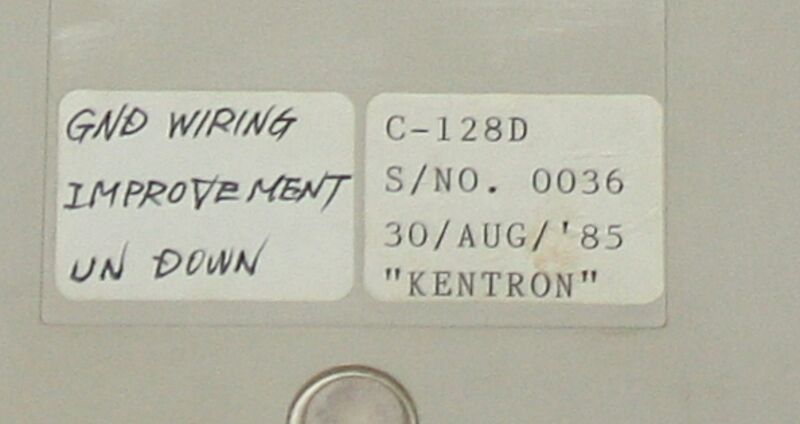 GND WIRING
IMPROVEMENT
UN DOWN
C-128D
S/NO. 0036
30/AUG/'85
"KENTRON"